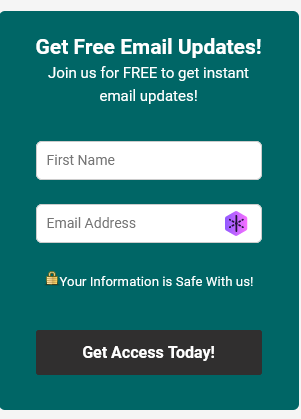 Get Free Email Updates!
Join us for FREE to get instant
email updates!
First Name
Email Address
Your Information is Safe With us!
Get Access Today!